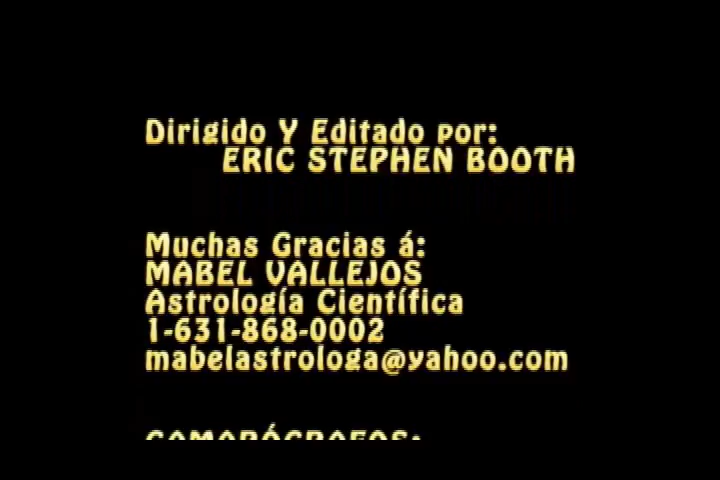 Dirigido Y Editado por:
ERIC STEPHEN BOOTH
Muchas Gracias á:
MABEL VALLEJOS
Astrología Científica
1-631-868-0002
mabelastrologa@yahoo.com
CAMARÓGRAFOS: